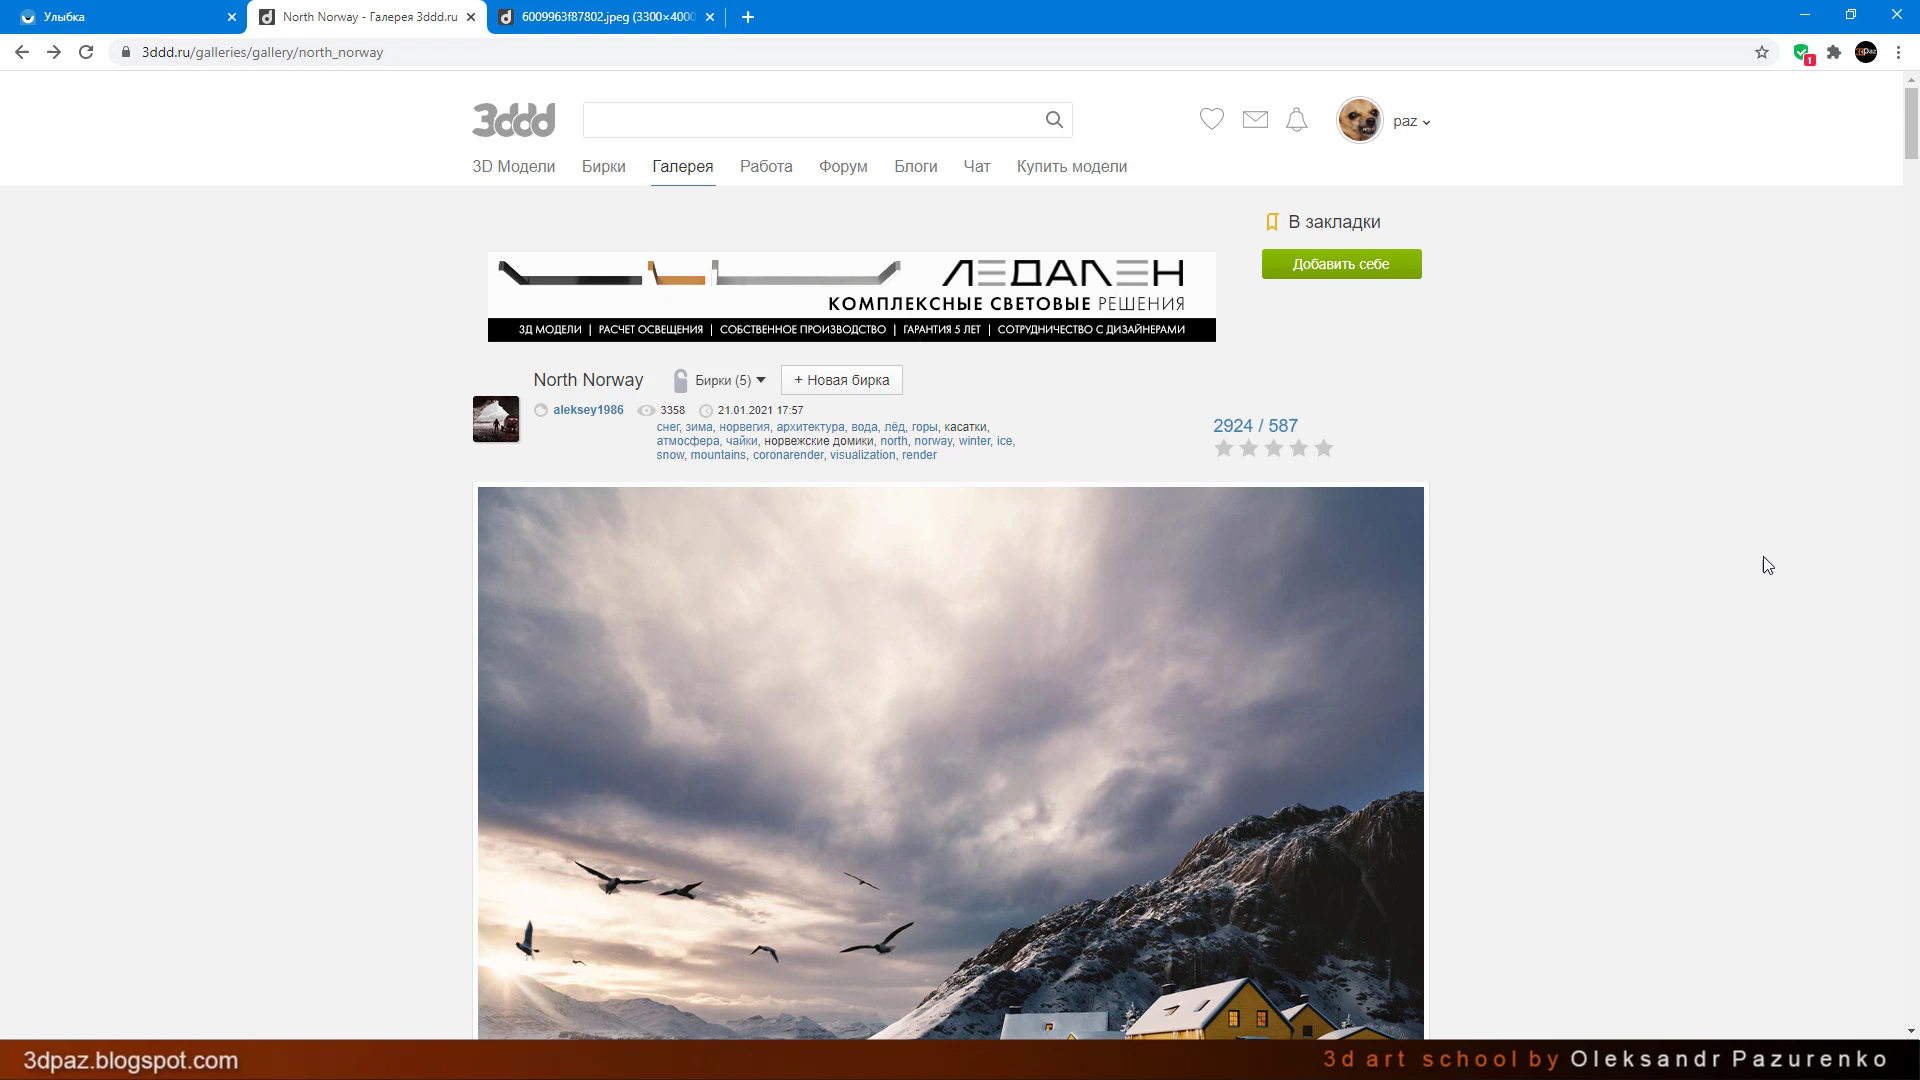 Улыбка
North Norway - Галерея 3ddd.ru
6009963f87802.jpeg (3300×4000
3ddd.ru/galleries/gallery/north_norway
1
3ddd
paz
3D Модели Бирки Галерея Работа Форум Блоги Чат Купить модели
В закладки
Добавить себе
ЛЕДАЛЕН
КОМПЛЕКСНЫЕ СВЕТОВЫЕ РЕШЕНИЯ
3Д МОДЕЛИ | РАСЧЕТ ОСВЕЩЕНИЯ | СОБСТВЕННОЕ ПРОИЗВОДСТВО | ГАРАНТИЯ 5 ЛЕТ | СОТРУДНИЧЕСТВО С ДИЗАЙНЕРАМИ
North Norway Бирки (5) + Новая бирка
aleksey1986 3358 21.01.2021 17:57
снег, зима, норвегия, архитектура, вода, лёд, горы, касатки,
атмосфера, чайки, норвежские домики, north, norway, winter, ice,
snow, mountains, coronarender, visualization, render
2924 / 587
3dpaz.blogspot.com
3d art school by Oleksandr Pazurenko